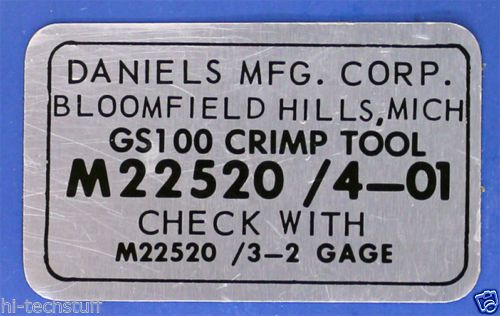 DANIELS MFG. CORP.
BLOOMFIELD HILLS, MICH
GS100 CRIMP TOOL
M22520 /4-01
CHECK WITH
M22520 /3-2 GAGE
hi-techstuff